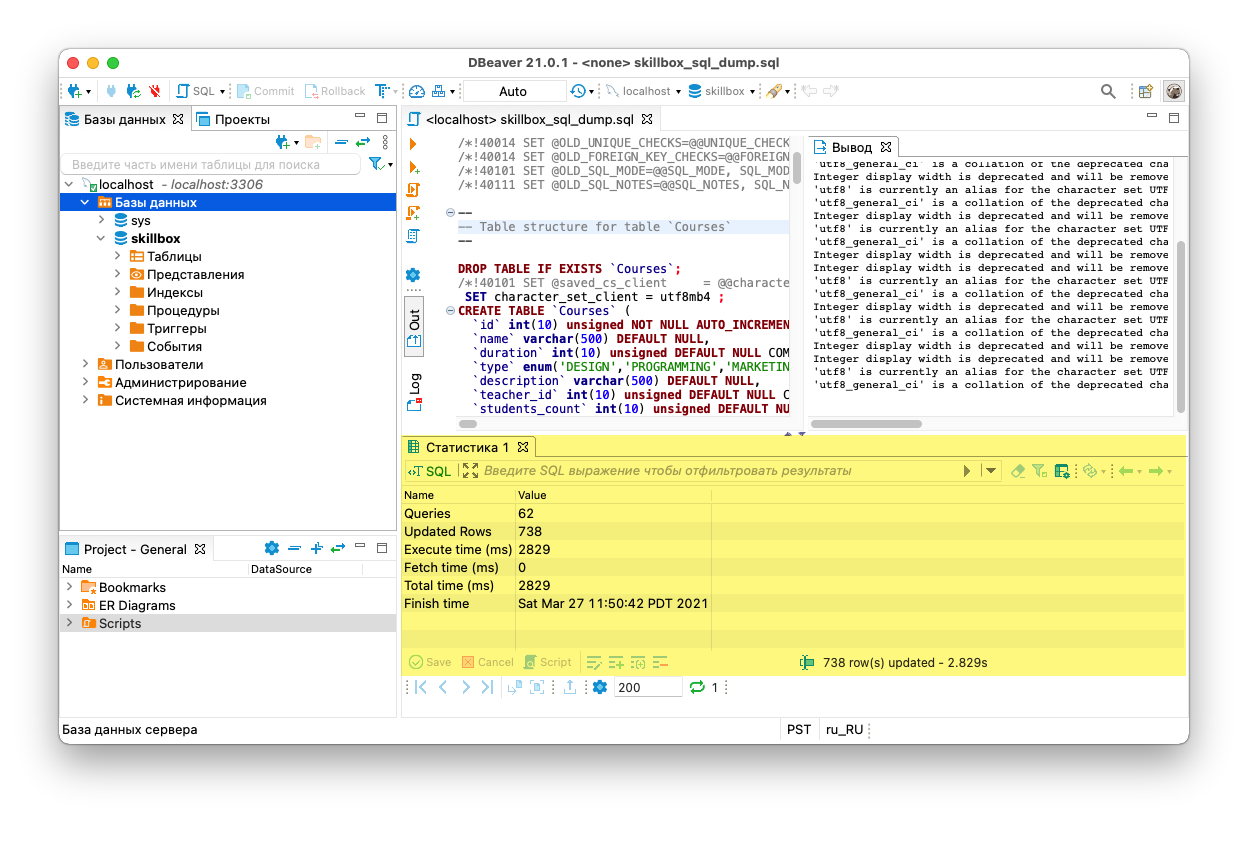 DBeaver 21.0.1 - <none> skillbox_sql_dump.sql
SQL Commit Rollback Auto localhost skillbox
Базы данных
Проекты
Введите часть имени таблицы для поиска
localhost - localhost:3306
Базы данных
sys
skillbox
Таблицы
Представления
Индексы
Процедуры
Триггеры
События
Пользователи
Администрирование
Системная информация
Project - General
Name DataSource
Bookmarks
ER Diagrams
Scripts
<localhost> skillbox_sql_dump.sql
/*!40014 SET @OLD_UNIQUE_CHECKS=@@UNIQUE_CHECK
/*!40014 SET @OLD_FOREIGN_KEY_CHECKS=@@FOREIGN
/*!40101 SET @OLD_SQL_MODE=@@SQL_MODE, SQL_MOD
/*!40111 SET @OLD_SQL_NOTES=@@SQL_NOTES, SQL_N
--
-- Table structure for table `Courses`
--
DROP TABLE IF EXISTS `Courses`;
/*!40101 SET @saved_cs_client     = @@characte
SET character_set_client = utf8mb4 ;
CREATE TABLE `Courses` (
`id` int(10) unsigned NOT NULL AUTO_INCREMEN
`name` varchar(500) DEFAULT NULL,
`duration` int(10) unsigned DEFAULT NULL COM
`type` enum('DESIGN','PROGRAMMING','MARKETIN
`description` varchar(500) DEFAULT NULL,
`teacher_id` int(10) unsigned DEFAULT NULL C
`students_count` int(10) unsigned DEFAULT NU
Out
Log
Вывод
'utf8_general_ci' is a collation of the deprecated cha
Integer display width is deprecated and will be remove
'utf8' is currently an alias for the character set UTF
'utf8_general_ci' is a collation of the deprecated cha
Integer display width is deprecated and will be remove
'utf8' is currently an alias for the character set UTF
'utf8_general_ci' is a collation of the deprecated cha
Integer display width is deprecated and will be remove
Integer display width is deprecated and will be remove
'utf8' is currently an alias for the character set UTF
'utf8_general_ci' is a collation of the deprecated cha
Integer display width is deprecated and will be remove
'utf8' is currently an alias for the character set UTF
'utf8_general_ci' is a collation of the deprecated cha
Integer display width is deprecated and will be remove
Integer display width is deprecated and will be remove
'utf8' is currently an alias for the character set UTF
'utf8_general_ci' is a collation of the deprecated cha
Статистика 1
SQL Введите SQL выражение чтобы отфильтровать результаты
Name Value
Queries 62
Updated Rows 738
Execute time (ms) 2829
Fetch time (ms) 0
Total time (ms) 2829
Finish time Sat Mar 27 11:50:42 PDT 2021
Save Cancel Script 738 row(s) updated - 2.829s
200 1
База данных сервера PST ru_RU